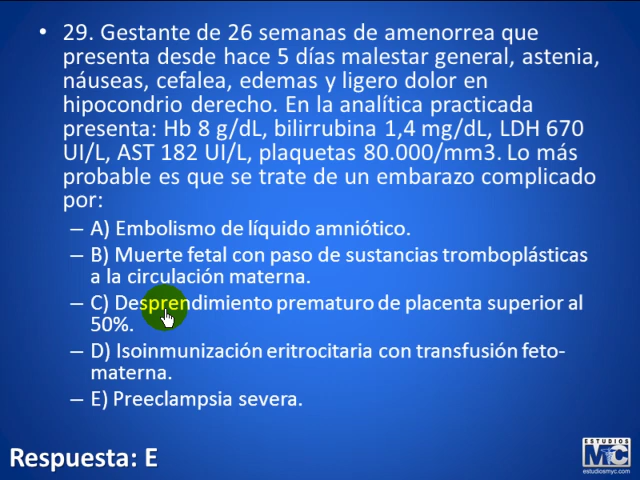 • 29. Gestante de 26 semanas de amenorrea que
presenta desde hace 5 días malestar general, astenia,
náuseas, cefalea, edemas y ligero dolor en
hipocondrio derecho. En la analítica practicada
presenta: Hb 8 g/dL, bilirrubina 1,4 mg/dL, LDH 670
UI/L, AST 182 UI/L, plaquetas 80.000/mm3. Lo más
probable es que se trate de un embarazo complicado
por:
– A) Embolismo de líquido amniótico.
– B) Muerte fetal con paso de sustancias tromboplásticas
a la circulación materna.
– C) Desprendimiento prematuro de placenta superior al
50%.
– D) Isoinmunización eritrocitaria con transfusión feto-
materna.
– E) Preeclampsia severa.
Respuesta: E
ESTUDIOS
MyC
estudiosmyc.com